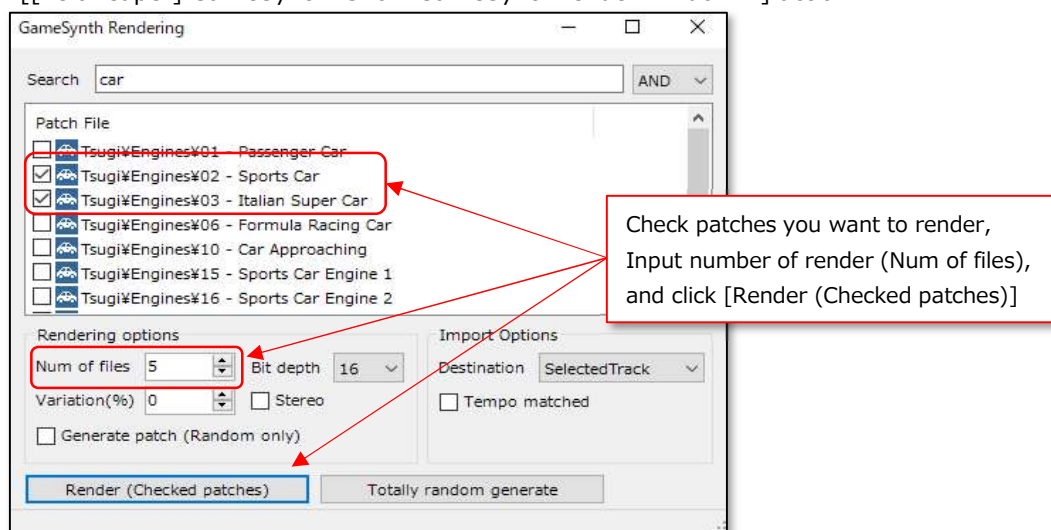 GameSynth Rendering
Search car AND
Patch File
Tsugi¥Engines¥01 - Passenger Car
Tsugi¥Engines¥02 - Sports Car
Tsugi¥Engines¥03 - Italian Super Car
Tsugi¥Engines¥06 - Formula Racing Car
Tsugi¥Engines¥10 - Car Approaching
Tsugi¥Engines¥15 - Sports Car Engine 1
Tsugi¥Engines¥16 - Sports Car Engine 2
Check patches you want to render,
Input number of render (Num of files),
and click [Render (Checked patches)]
Rendering options
Num of files 5 Bit depth 16
Variation(%) 0 Stereo
Generate patch (Random only)
Import Options
Destination SelectedTrack
Tempo matched
Render (Checked patches) Totally random generate